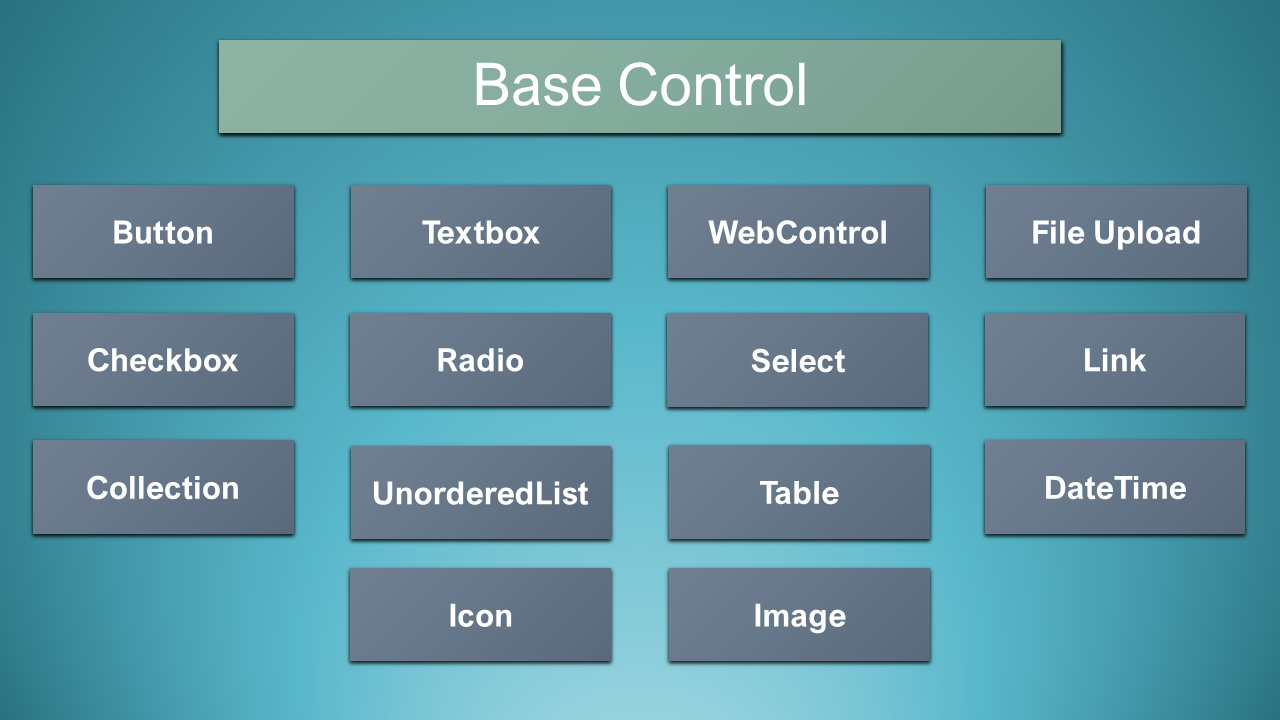 Base Control
Button
Textbox
WebControl
File Upload
Checkbox
Radio
Select
Link
Collection
UnorderedList
Table
DateTime
Icon
Image